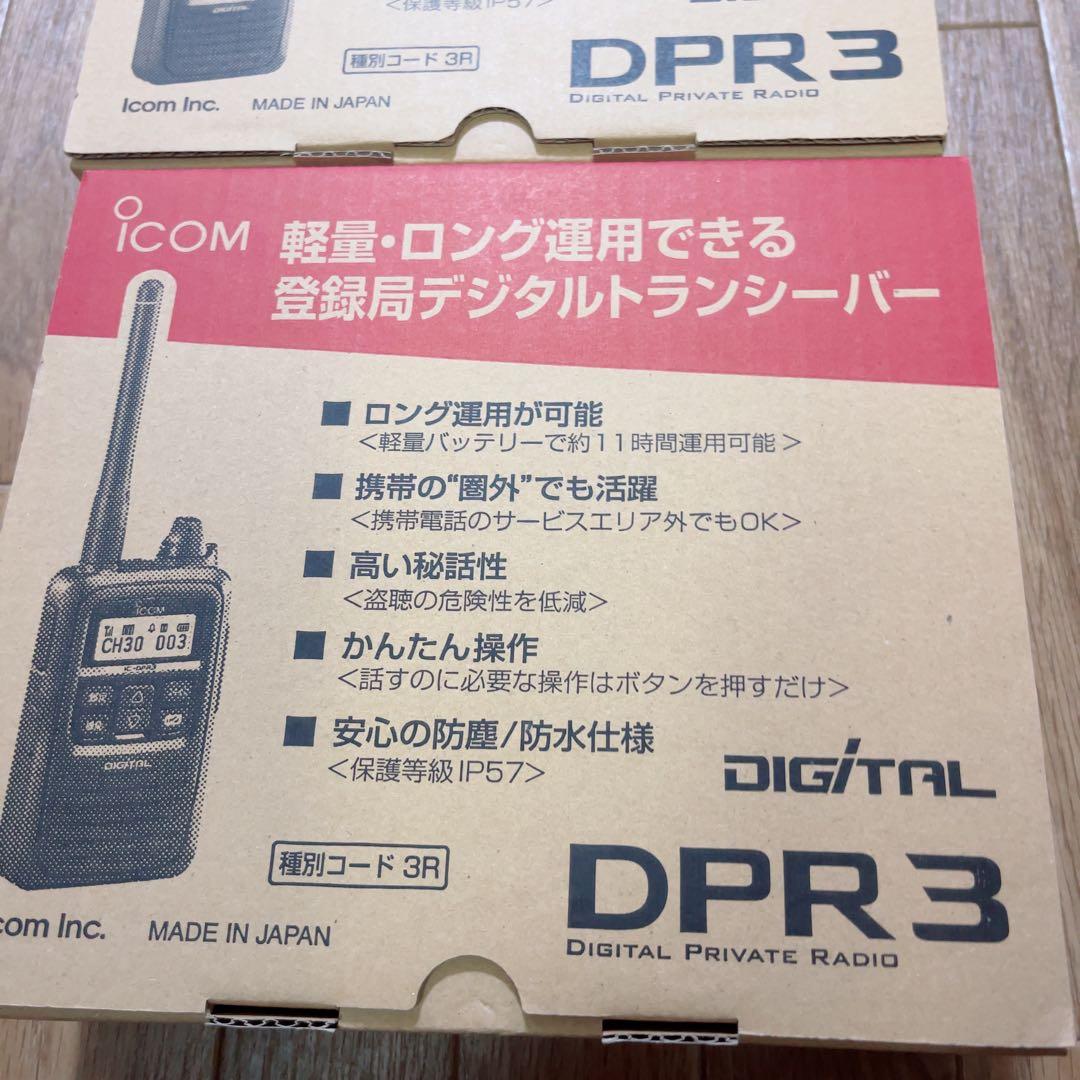 DIGITAL
<保護等級IP57>
種別コード 3R
Icom Inc. MADE IN JAPAN
DPR3
DIGITAL PRIVATE RADIO
ICOM
軽量・ロング運用できる
登録局デジタルトランシーバー
■ ロング運用が可能
<軽量バッテリーで約11時間運用可能>
■ 携帯の"圏外"でも活躍
<携帯電話のサービスエリア外でもOK>
■ 高い秘話性
<盗聴の危険性を低減>
■ かんたん操作
<話すのに必要な操作はボタンを押すだけ>
■ 安心の防塵/防水仕様
<保護等級IP57>
ICOM
CH30 003
IC-DPR3
DIGITAL
DIGITAL
種別コード 3R
com Inc. MADE IN JAPAN
DPR3
DIGITAL PRIVATE RADIO